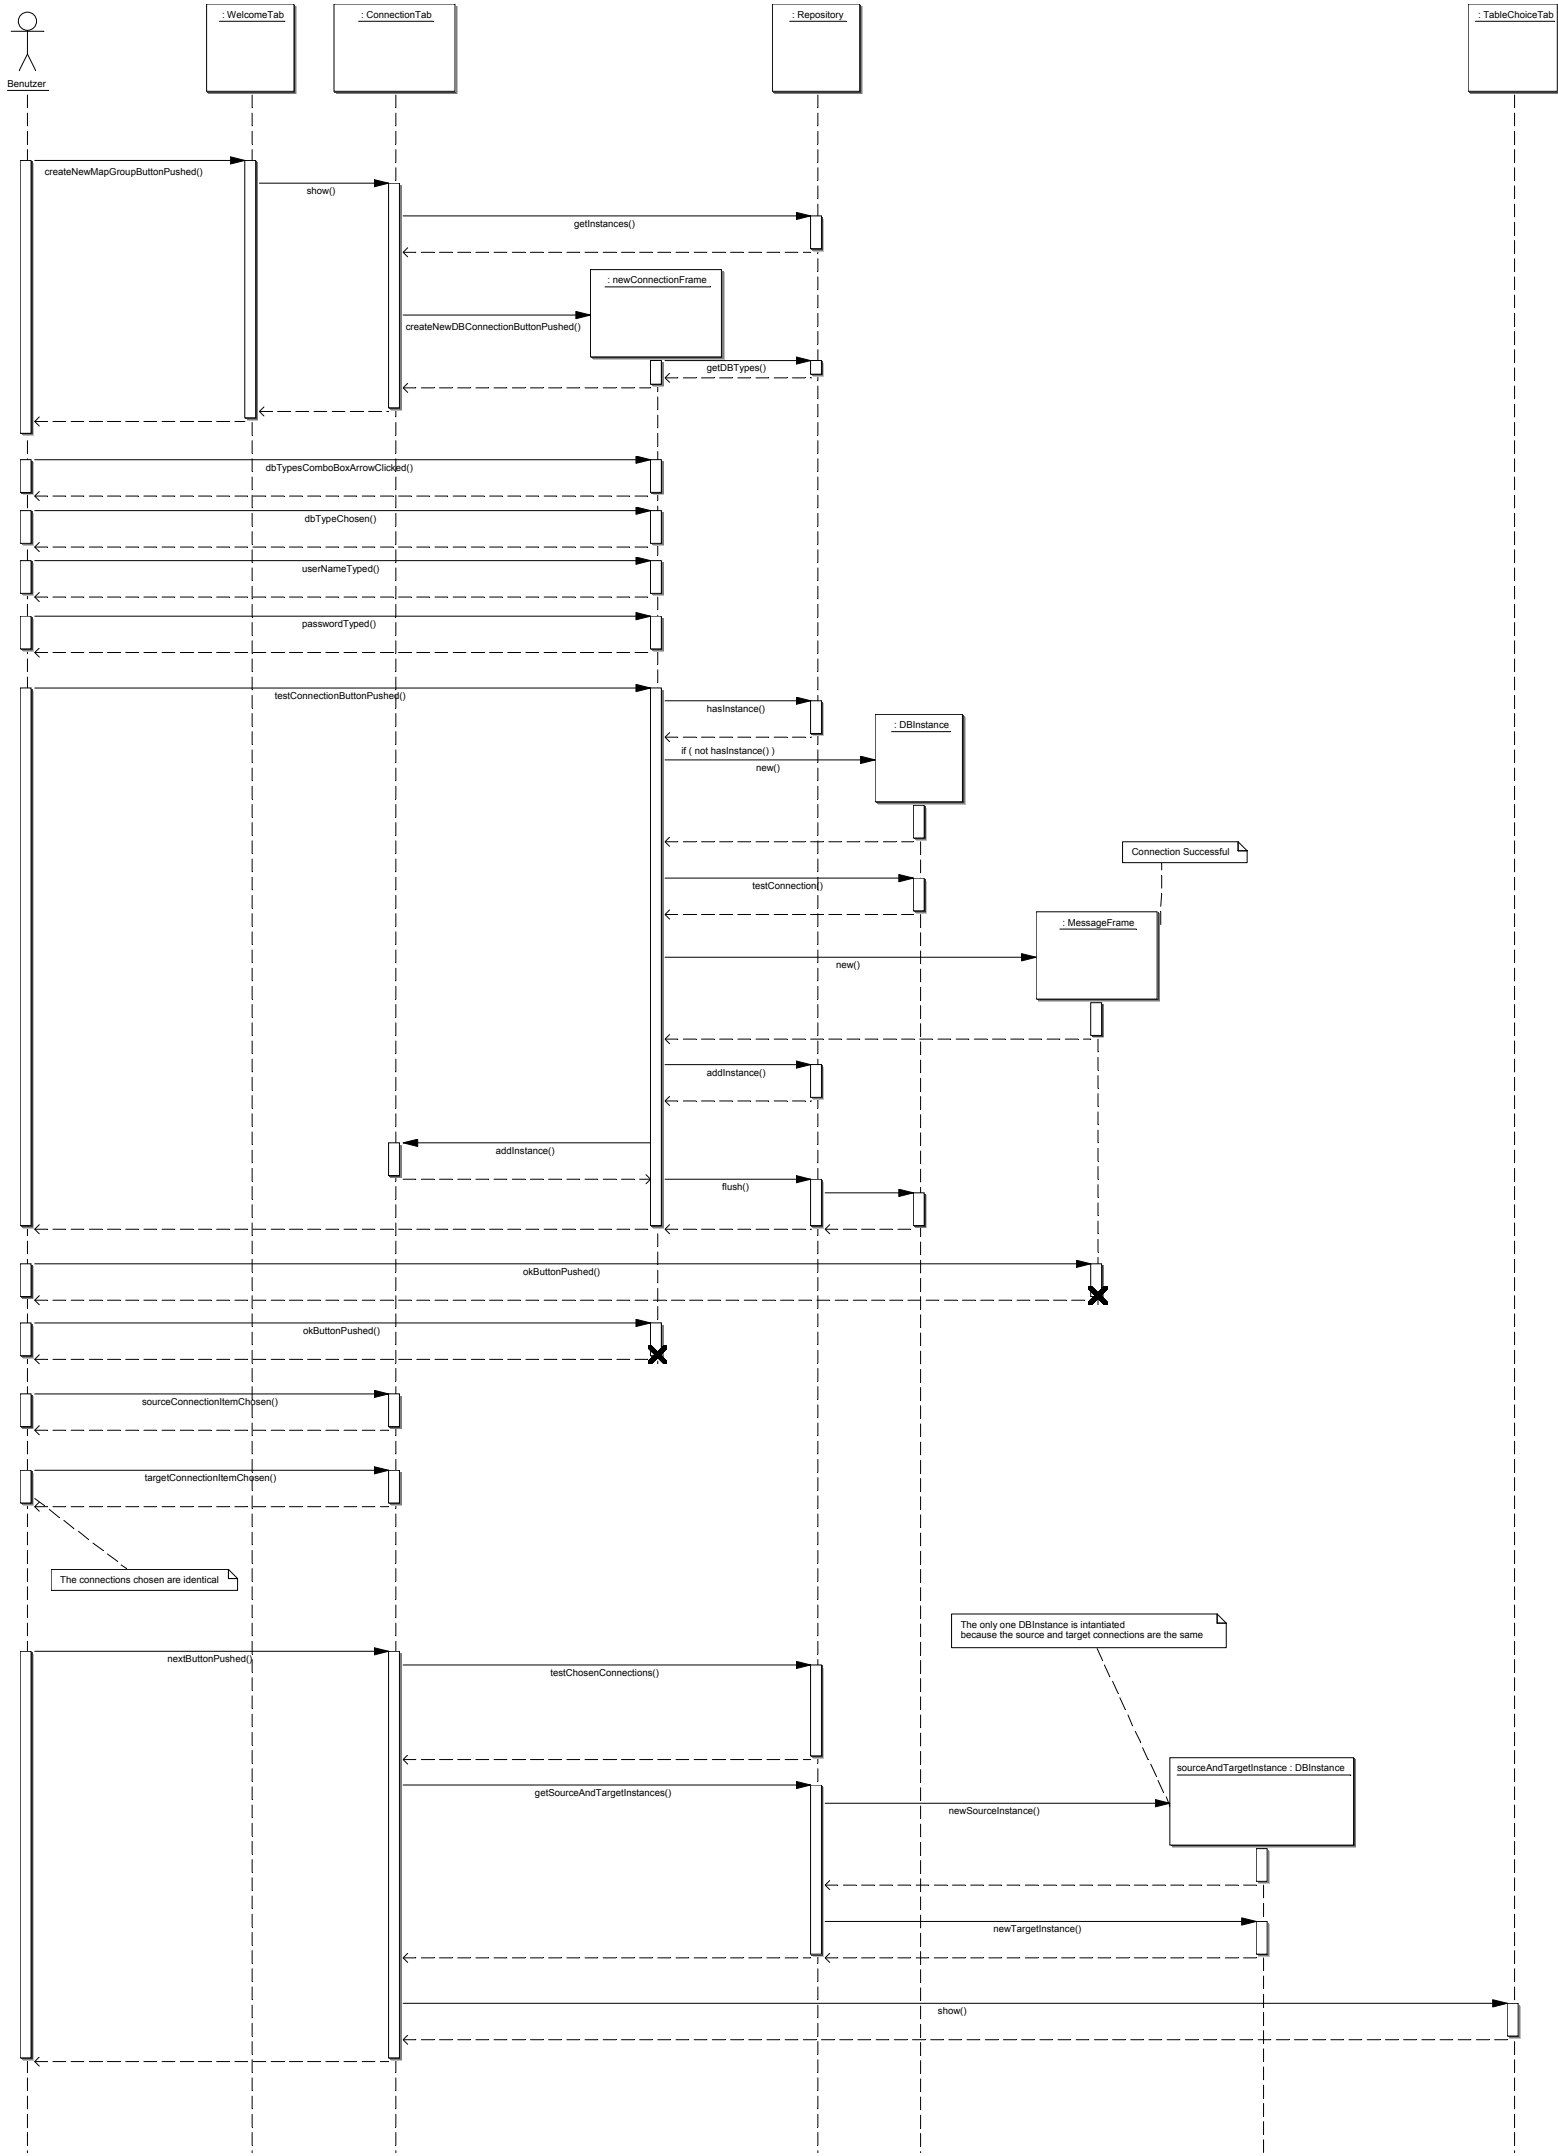 : WelcomeTab
: ConnectionTab
: Repository
: TableChoiceTab
Benutzer
createNewMapGroupButtonPushed()
show()
getInstances()
: newConnectionFrame
createNewDBConnectionButtonPushed()
getDBTypes()
dbTypesComboBoxArrowClicked()
dbTypeChosen()
userNameTyped()
passwordTyped()
testConnectionButtonPushed()
hasInstance()
: DBInstance
if ( not hasInstance() )
new()
Connection Successful
testConnection()
: MessageFrame
new()
addInstance()
addInstance()
flush()
okButtonPushed()
okButtonPushed()
sourceConnectionItemChosen()
targetConnectionItemChosen()
The connections chosen are identical
The only one DBInstance is intantiated
because the source and target connections are the same
nextButtonPushed()
testChosenConnections()
sourceAndTargetInstance : DBInstance
getSourceAndTargetInstances()
newSourceInstance()
newTargetInstance()
show()